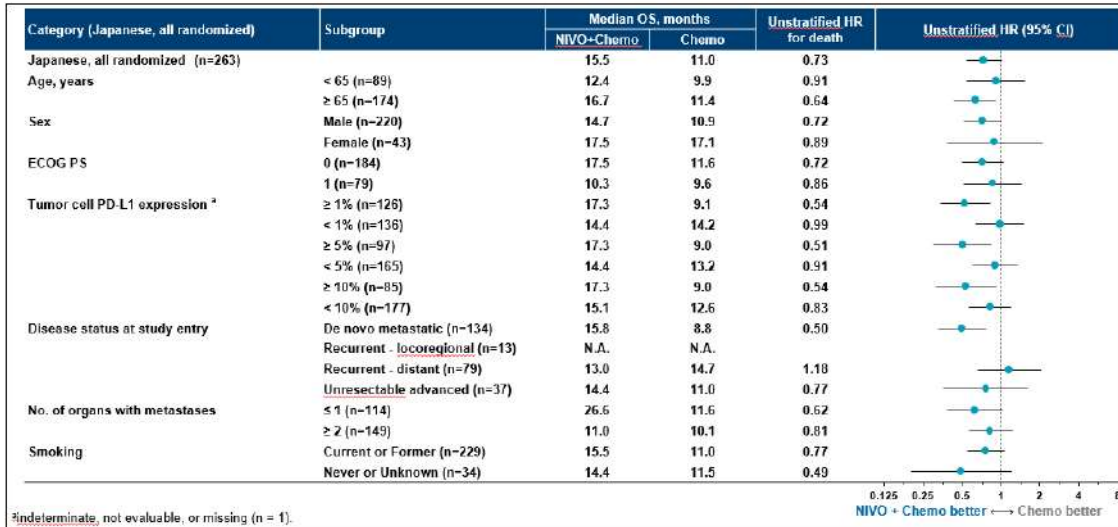 Category (Japanese, all randomized) Subgroup Median OS, months Unstratified HR for death Unstratified HR (95% CI)
NIVO+Chemo Chemo
Japanese, all randomized (n=263) 15.5 11.0 0.73
Age, years < 65 (n=89) 12.4 9.9 0.91
≥ 65 (n=174) 16.7 11.4 0.64
Sex Male (n=220) 14.7 10.9 0.72
Female (n=43) 17.5 17.1 0.89
ECOG PS 0 (n=184) 17.5 11.6 0.72
1 (n=79) 10.3 9.6 0.86
Tumor cell PD-L1 expression a ≥ 1% (n=126) 17.3 9.1 0.54
< 1% (n=136) 14.4 14.2 0.99
≥ 5% (n=97) 17.3 9.0 0.51
< 5% (n=165) 14.4 13.2 0.91
≥ 10% (n=85) 17.3 9.0 0.54
< 10% (n=177) 15.1 12.6 0.83
Disease status at study entry De novo metastatic (n=134) 15.8 8.8 0.50
Recurrent - locoregional (n=13) N.A. N.A.
Recurrent - distant (n=79) 13.0 14.7 1.18
Unresectable advanced (n=37) 14.4 11.0 0.77
No. of organs with metastases ≤ 1 (n=114) 26.6 11.6 0.62
≥ 2 (n=149) 11.0 10.1 0.81
Smoking Current or Former (n=229) 15.5 11.0 0.77
Never or Unknown (n=34) 14.4 11.5 0.49
0.125 0.25 0.5 1 2 4 8
NIVO + Chemo better ⟷ Chemo better
aIndeterminate, not evaluable, or missing (n = 1).